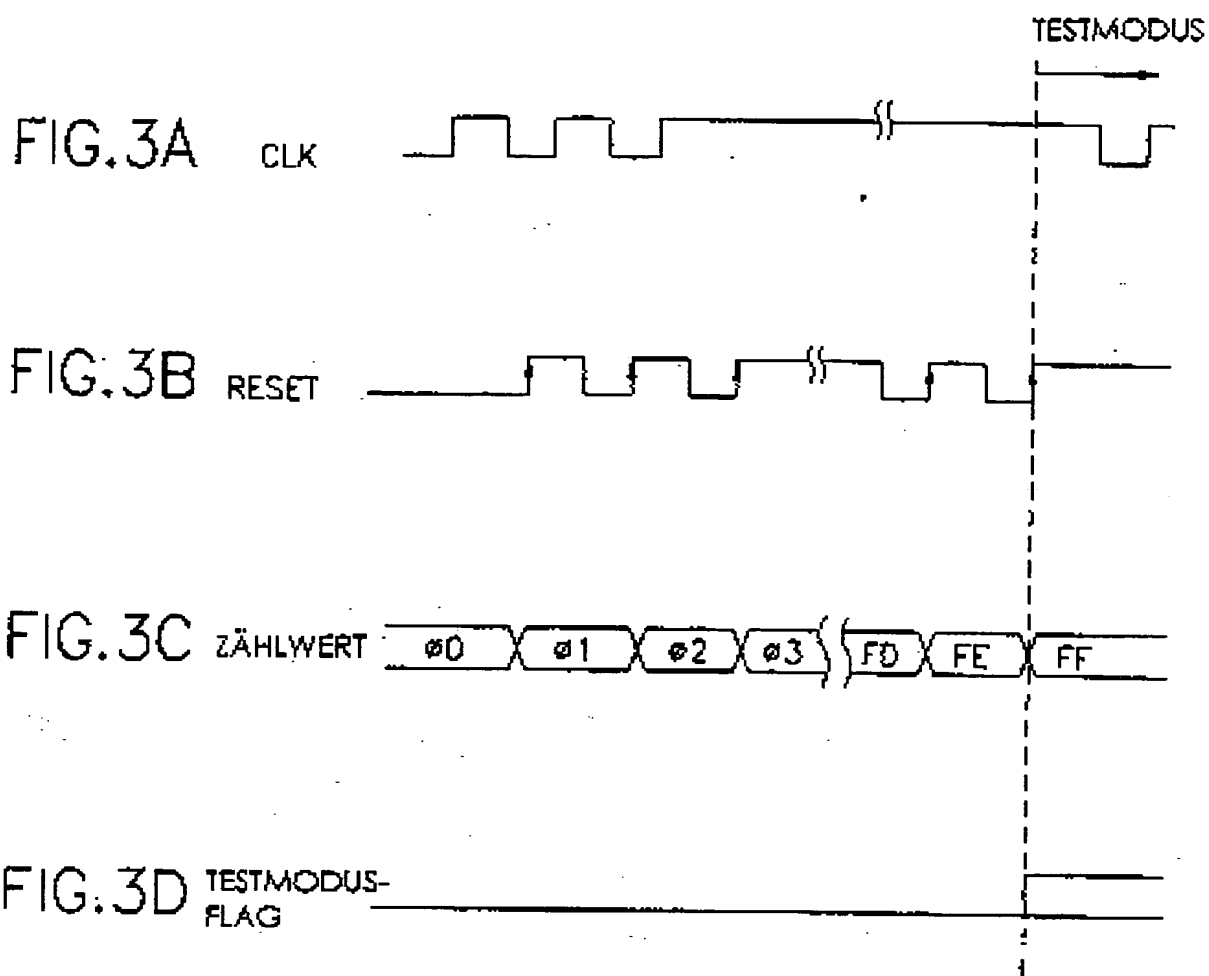 TESTMODUS
FIG.3A CLK
FIG.3B RESET
FIG.3C ZÄHLWERT ø0 ø1 ø2 ø3 FD FE FF
FIG.3D TESTMODUS-
FLAG